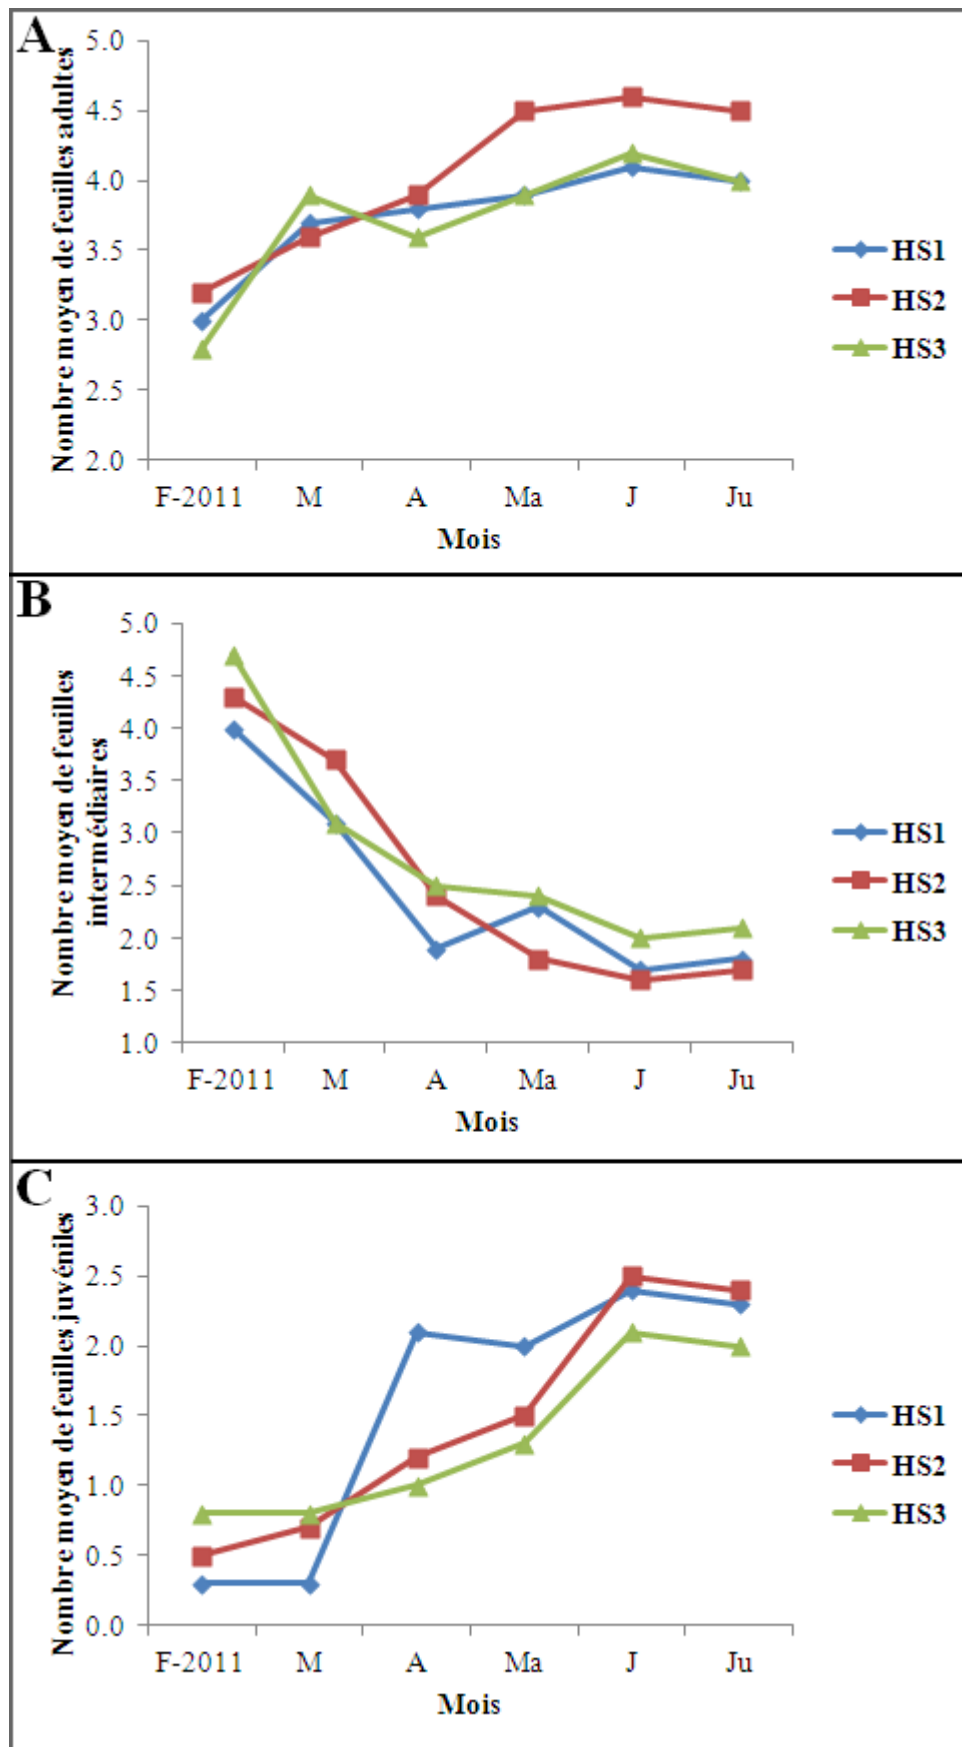 A
Nombre moyen de feuilles adultes
5.0
4.5
4.0
3.5
3.0
2.5
2.0
F-2011 M A Ma J Ju
Mois
HS1
HS2
HS3
B
Nombre moyen de feuilles
intermédiaires
5.0
4.5
4.0
3.5
3.0
2.5
2.0
1.5
1.0
F-2011 M A Ma J Ju
Mois
HS1
HS2
HS3
C
Nombre moyen de feuilles juvéniles
3.0
2.5
2.0
1.5
1.0
0.5
0.0
F-2011 M A Ma J Ju
Mois
HS1
HS2
HS3